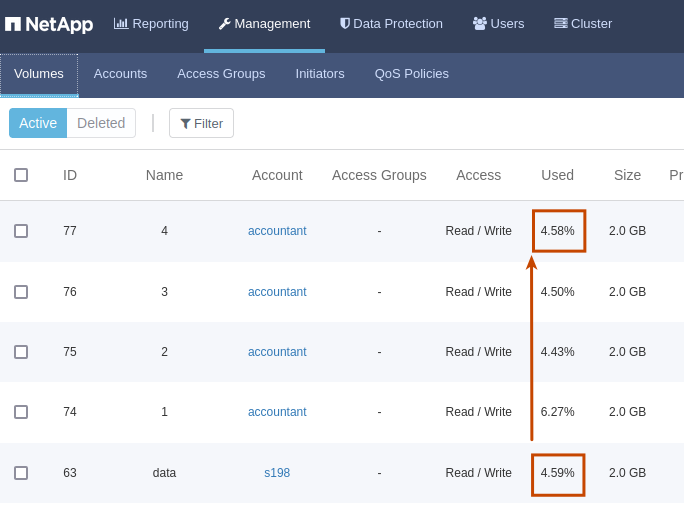 NetApp Reporting Management Data Protection Users Cluster
Volumes Accounts Access Groups Initiators QoS Policies
Active Deleted Filter
ID Name Account Access Groups Access Used Size Pr
77 4 accountant - Read / Write 4.58% 2.0 GB
76 3 accountant - Read / Write 4.50% 2.0 GB
75 2 accountant - Read / Write 4.43% 2.0 GB
74 1 accountant - Read / Write 6.27% 2.0 GB
63 data s198 - Read / Write 4.59% 2.0 GB